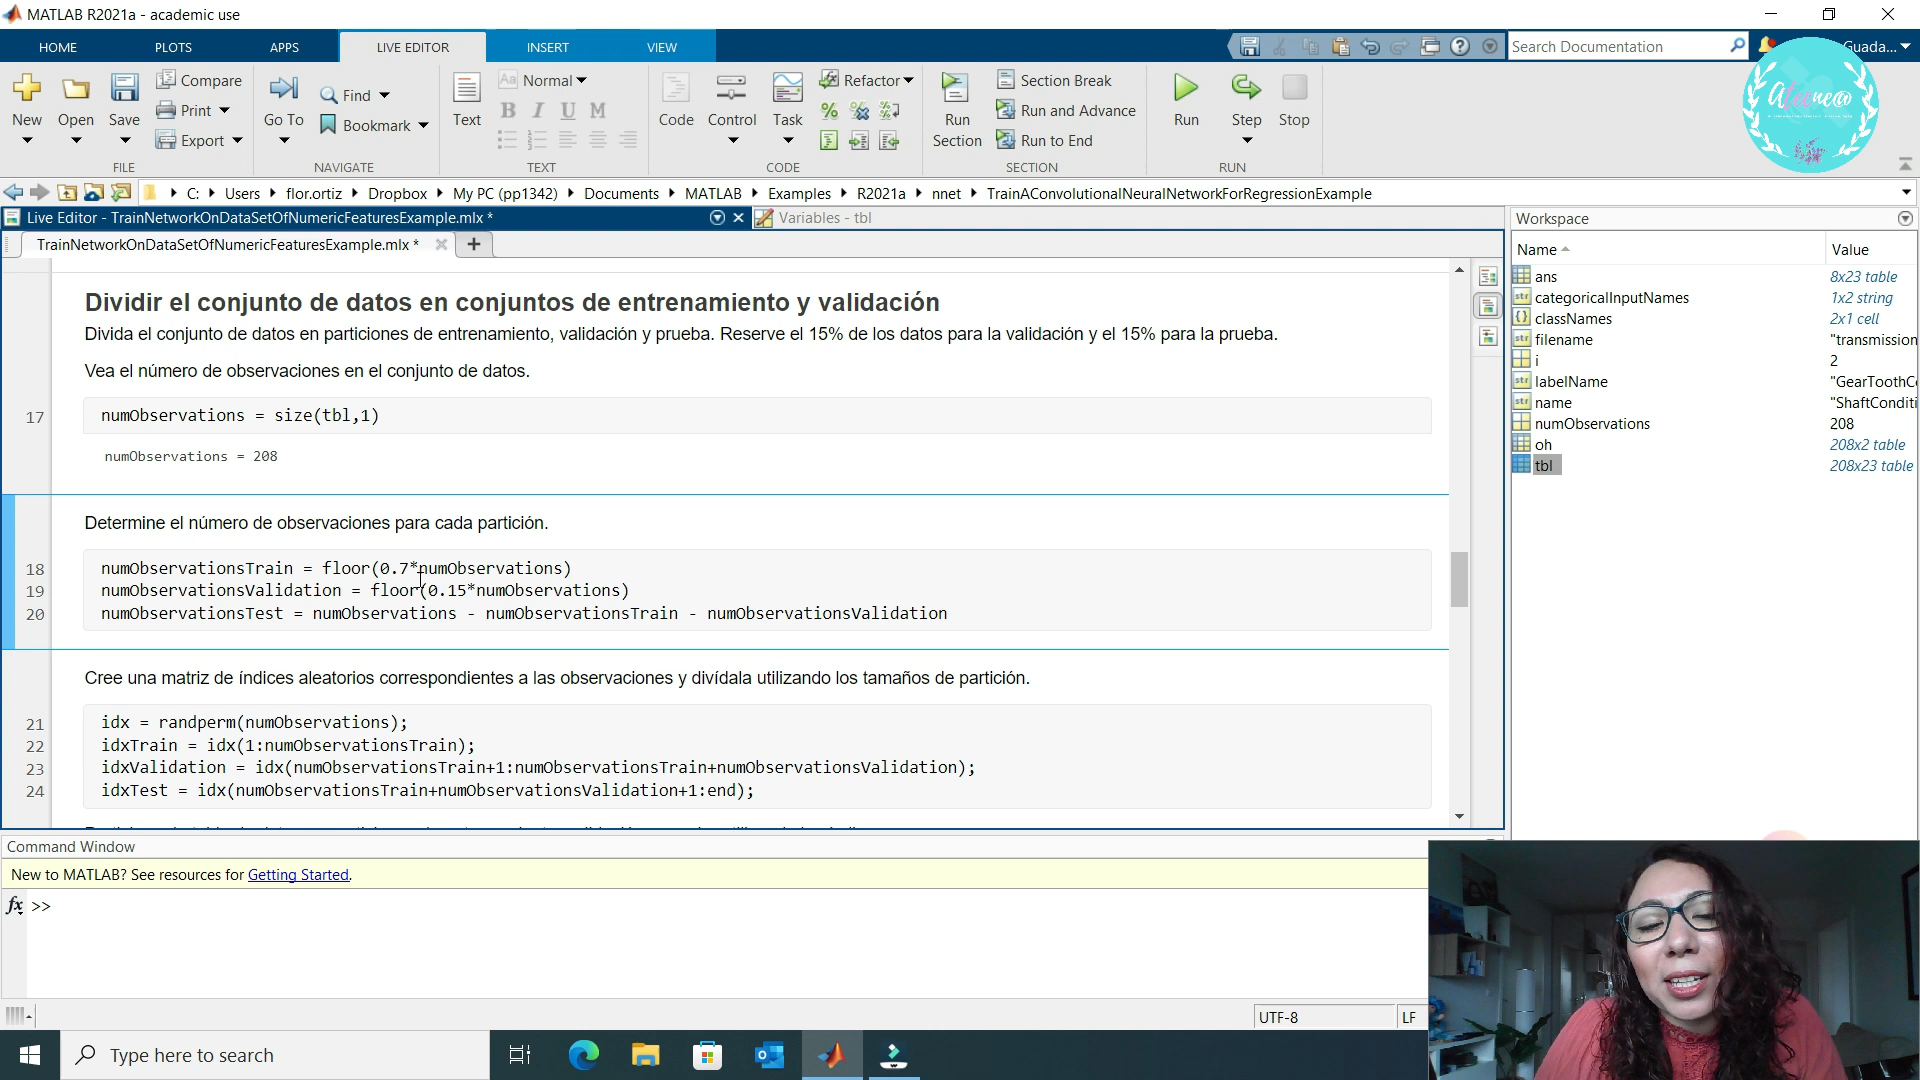 MATLAB R2021a - academic use
HOME PLOTS APPS LIVE EDITOR INSERT VIEW
Search Documentation
Guada...
New Open Save Compare Print Export
FILE
Go To Find Bookmark
NAVIGATE
Text Normal B I U M
TEXT
Code Control Task Refactor
CODE
Run Section Section Break Run and Advance Run to End
SECTION
Run Step Stop
RUN
C: Users flor.ortiz Dropbox My PC (pp1342) Documents MATLAB Examples R2021a nnet TrainAConvolutionalNeuralNetworkForRegressionExample
Live Editor - TrainNetworkOnDataSetOfNumericFeaturesExample.mlx *
Variables - tbl
TrainNetworkOnDataSetOfNumericFeaturesExample.mlx *
Dividir el conjunto de datos en conjuntos de entrenamiento y validación
Divida el conjunto de datos en particiones de entrenamiento, validación y prueba. Reserve el 15% de los datos para la validación y el 15% para la prueba.
Vea el número de observaciones en el conjunto de datos.
17 numObservations = size(tbl,1)
numObservations = 208
Determine el número de observaciones para cada partición.
18 numObservationsTrain = floor(0.7*numObservations)
19 numObservationsValidation = floor(0.15*numObservations)
20 numObservationsTest = numObservations - numObservationsTrain - numObservationsValidation
Cree una matriz de índices aleatorios correspondientes a las observaciones y divídala utilizando los tamaños de partición.
21 idx = randperm(numObservations);
22 idxTrain = idx(1:numObservationsTrain);
23 idxValidation = idx(numObservationsTrain+1:numObservationsTrain+numObservationsValidation);
24 idxTest = idx(numObservationsTrain+numObservationsValidation+1:end);
Workspace
Name Value
ans 8x23 table
categoricalInputNames 1x2 string
classNames 2x1 cell
filename "transmission
i 2
labelName "GearToothC
name "ShaftConditi
numObservations 208
oh 208x2 table
tbl 208x23 table
Command Window
New to MATLAB? See resources for Getting Started.
fx >>
UTF-8 LF
Type here to search